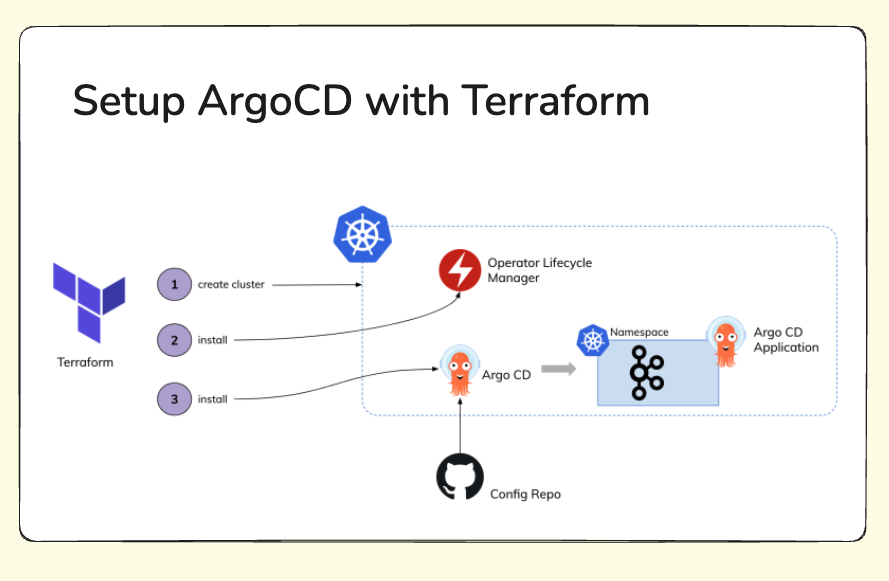 Setup ArgoCD with Terraform
Operator Lifecycle
Manager
1 create cluster
2 install
Namespace
Argo CD
Application
Terraform
Argo CD
3 install
Config Repo